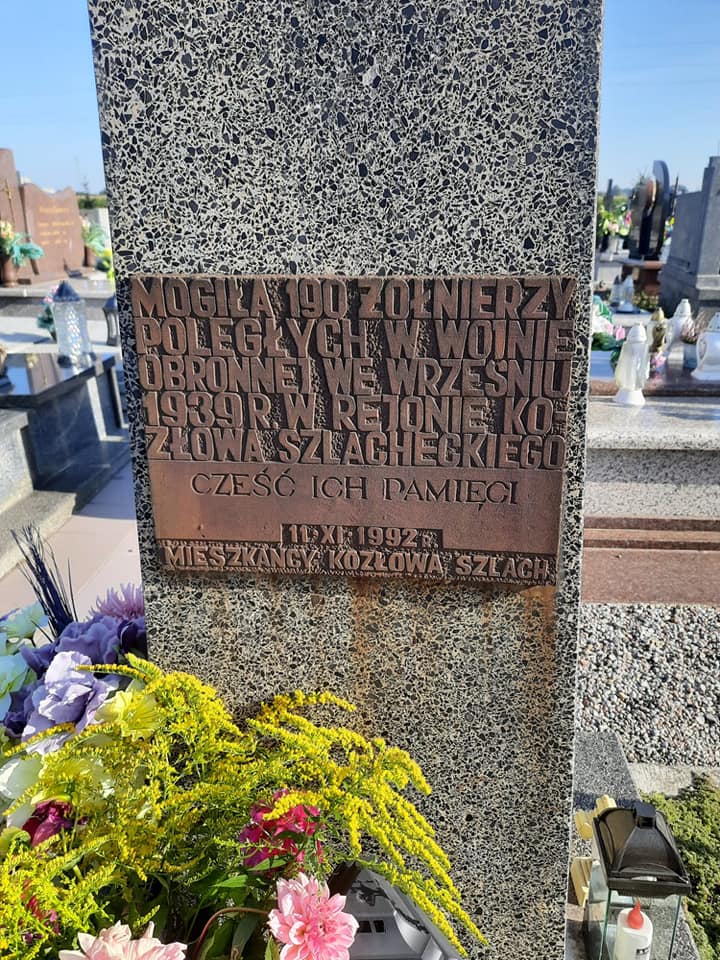 MOGIŁA 190 ŻOŁNIERZY
POLEGŁYCH W WOJNIE
OBRONNEJ WE WRZEŚNIU
1939 R. W REJONIE KO-
ZŁOWA SZLACHECKIEGO
CZEŚĆ ICH PAMIĘCI
11. XI. 1992 r.
MIESZKAŃCY KOZŁOWA SZLACH